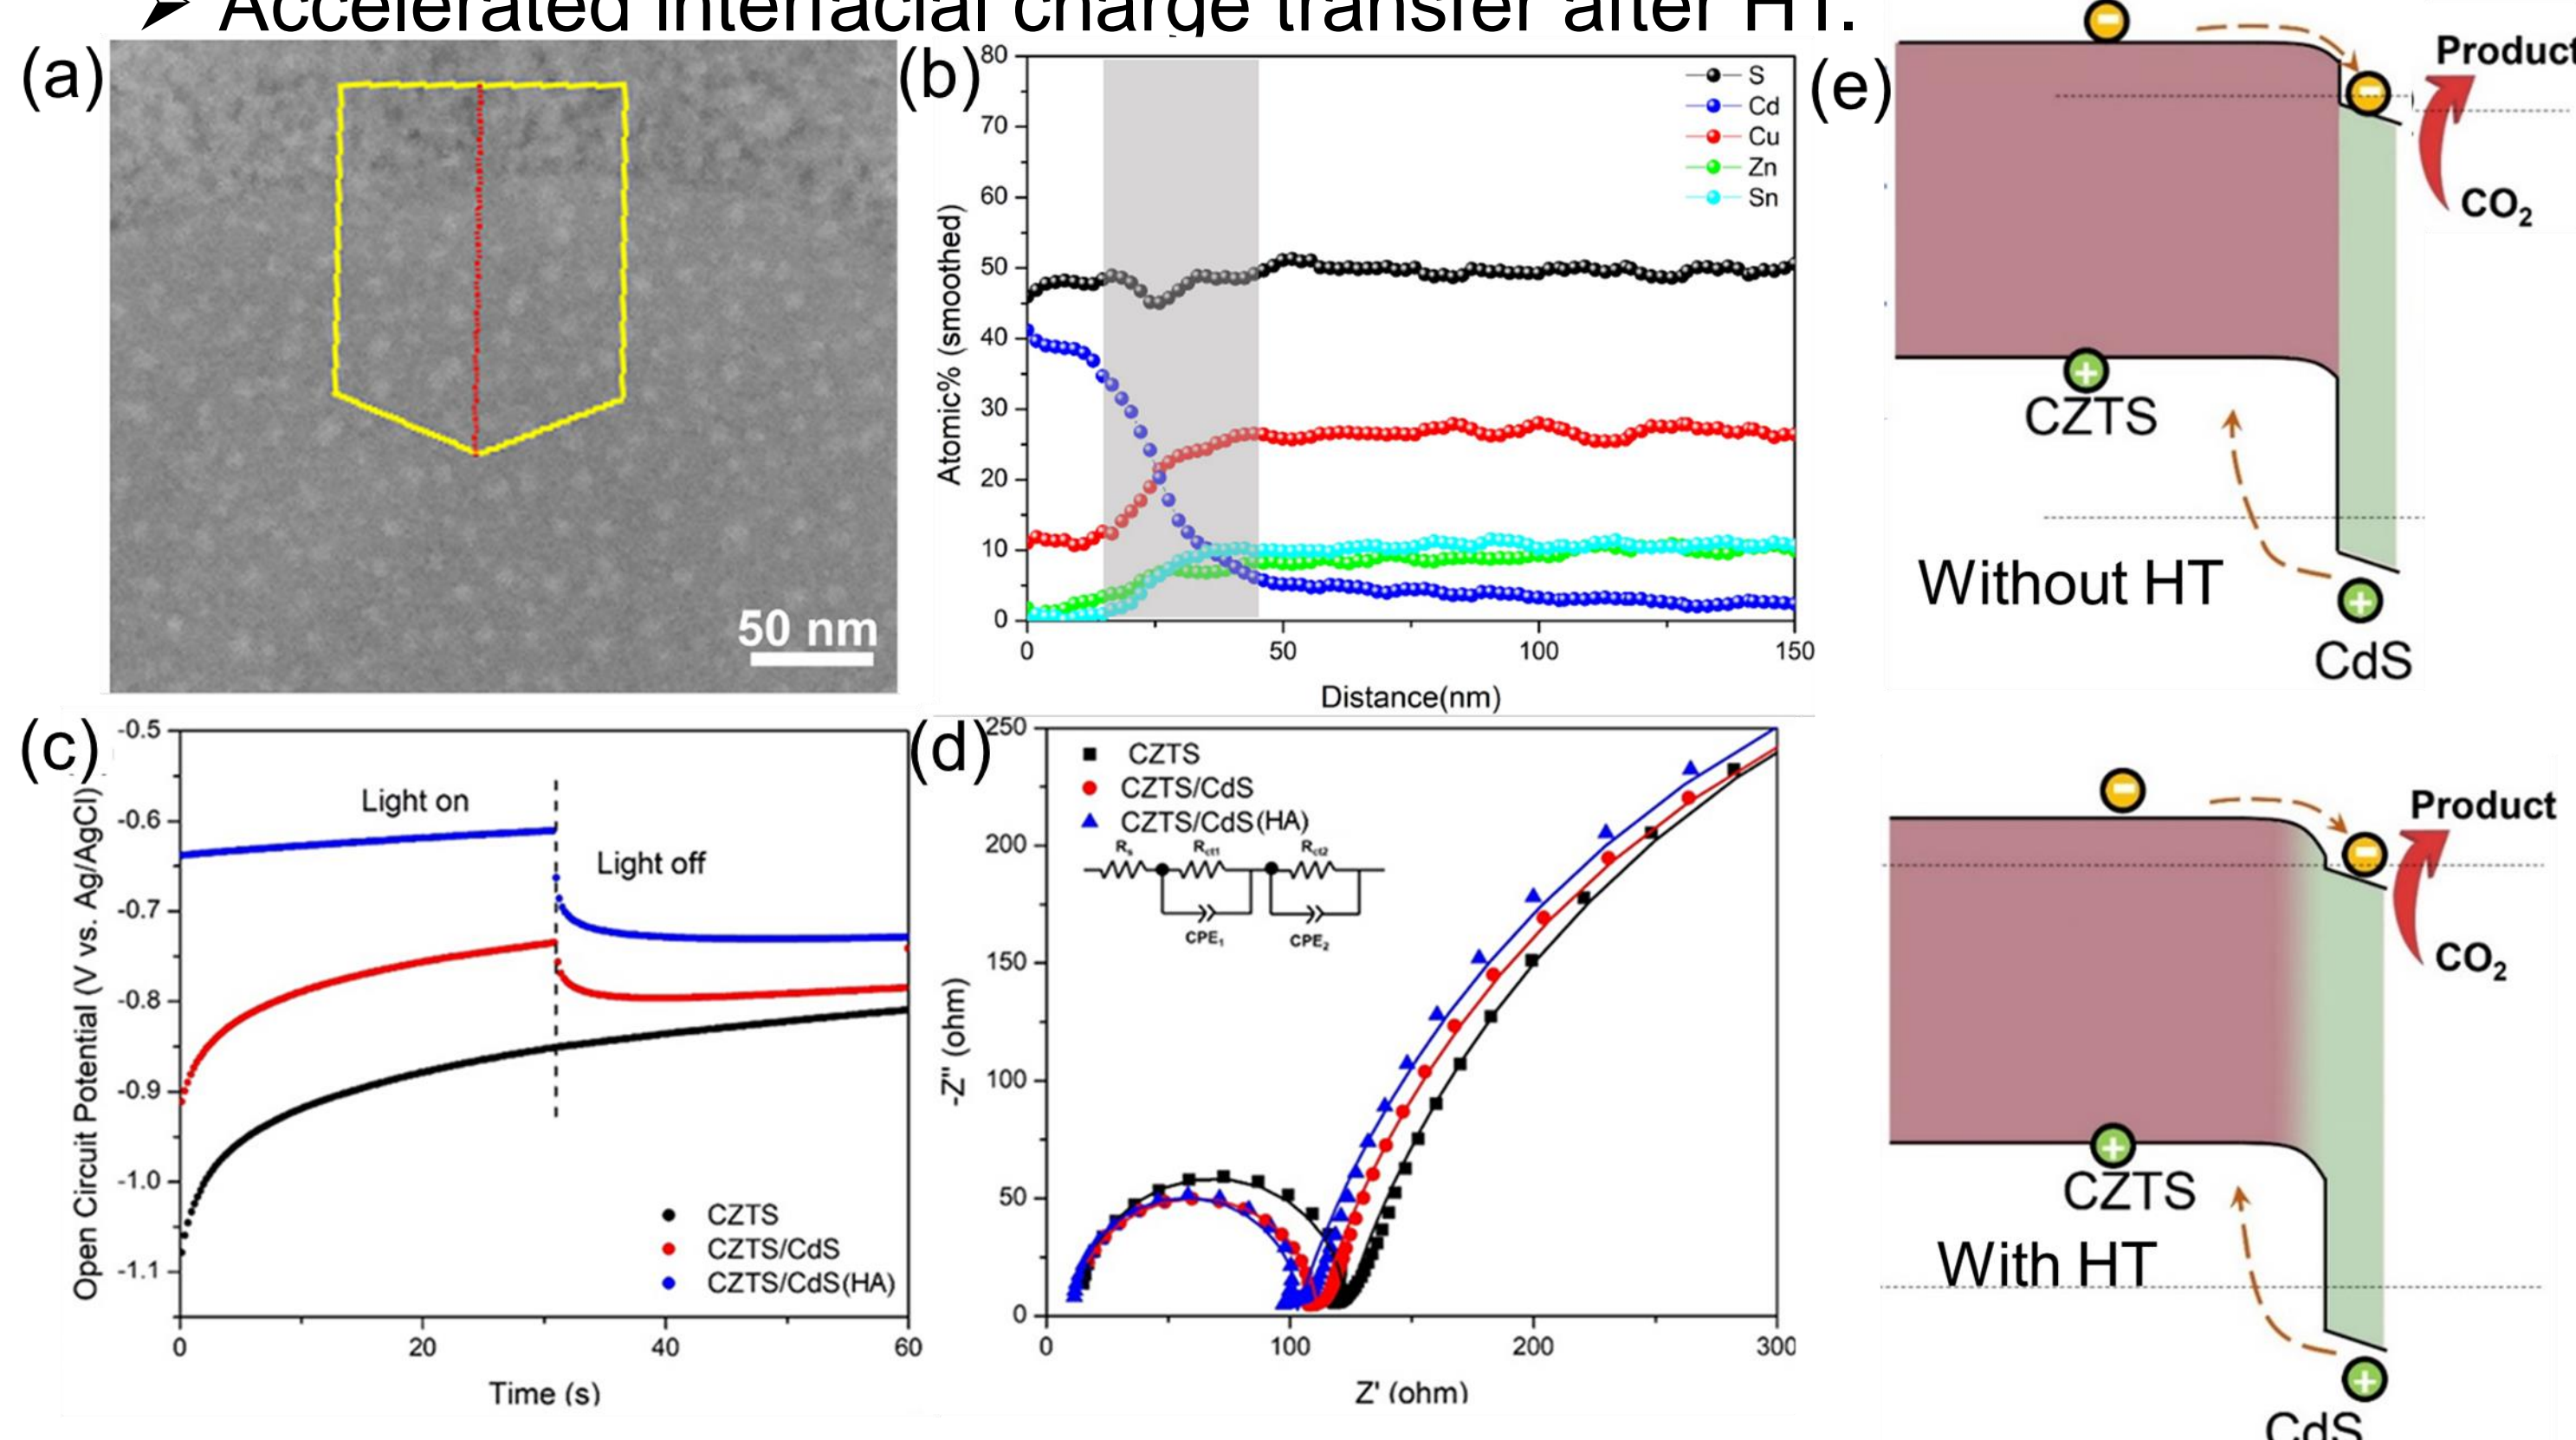 ➢ Accelerated interfacial charge transfer after HT.
(a)
50 nm
(b)
Atomic% (smoothed)
80
70
60
50
40
30
20
10
0
0 50 100 150
Distance(nm)
S
Cd
Cu
Zn
Sn
(c)
Open Circuit Potential (V vs. Ag/AgCl)
-0.5
-0.6
-0.7
-0.8
-0.9
-1.0
-1.1
Light on
Light off
CZTS
CZTS/CdS
CZTS/CdS(HA)
0 20 40 60
Time (s)
(d)
-Z'' (ohm)
250
200
150
100
50
0
CZTS
CZTS/CdS
CZTS/CdS(HA)
Rs Rct1 Rct2
CPE1 CPE2
0 100 200 300
Z' (ohm)
(e)
Product
CO2
CZTS
Without HT
CdS
Product
CO2
CZTS
With HT
CdS